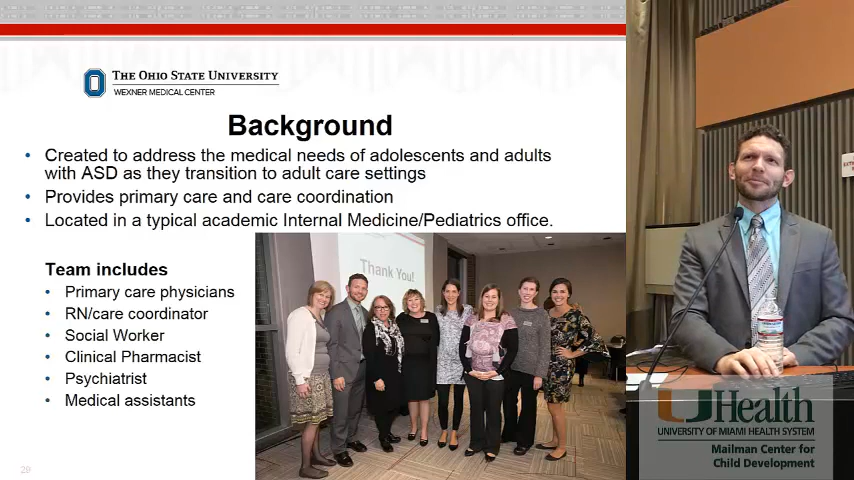 THE OHIO STATE UNIVERSITY
WEXNER MEDICAL CENTER
Background
• Created to address the medical needs of adolescents and adults
with ASD as they transition to adult care settings
• Provides primary care and care coordination
• Located in a typical academic Internal Medicine/Pediatrics office.
Team includes
• Primary care physicians
• RN/care coordinator
• Social Worker
• Clinical Pharmacist
• Psychiatrist
• Medical assistants
Thank You!
29
UHealth
UNIVERSITY OF MIAMI HEALTH SYSTEM
Mailman Center for
Child Development